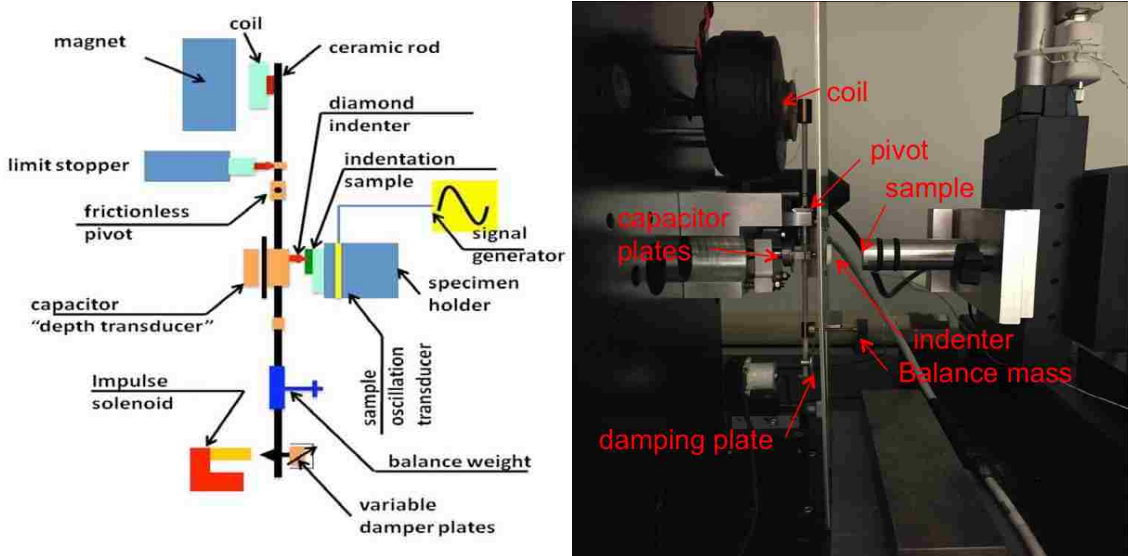 coil
magnet
ceramic rod
diamond
indenter
limit stopper
indentation
sample
frictionless
pivot
signal
generator
specimen
holder
capacitor
"depth transducer"
Impulse
solenoid
sample
oscillation
transducer
balance weight
variable
damper plates
coil
pivot
sample
capacitor
plates
indenter
Balance mass
damping plate